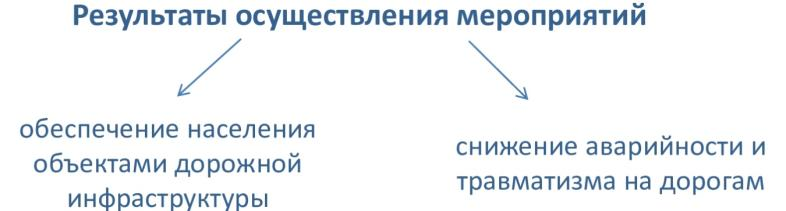 Результаты осуществления мероприятий
обеспечение населения
объектами дорожной
инфраструктуры
снижение аварийности и
травматизма на дорогам